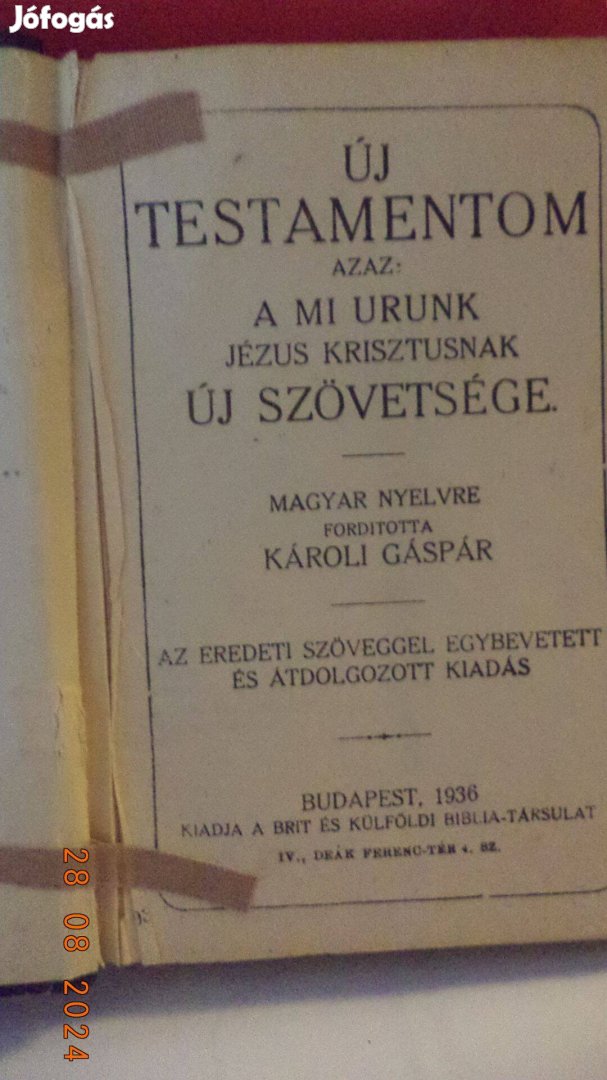 Jófogás
ÚJ
TESTAMENTOM
AZAZ:
A MI URUNK
JÉZUS KRISZTUSNAK
ÚJ SZÖVETSÉGE.
MAGYAR NYELVRE
FORDITOTTA
KÁROLI GÁSPÁR
AZ EREDETI SZÖVEGGEL EGYBEVETETT
ÉS ÁTDOLGOZOTT KIADÁS
BUDAPEST, 1936
KIADJA A BRIT ÉS KÜLFÖLDI BIBLIA-TÁRSULAT
IV., DEÁK FERENC-TÉR 4. SZ.
28 08 2024